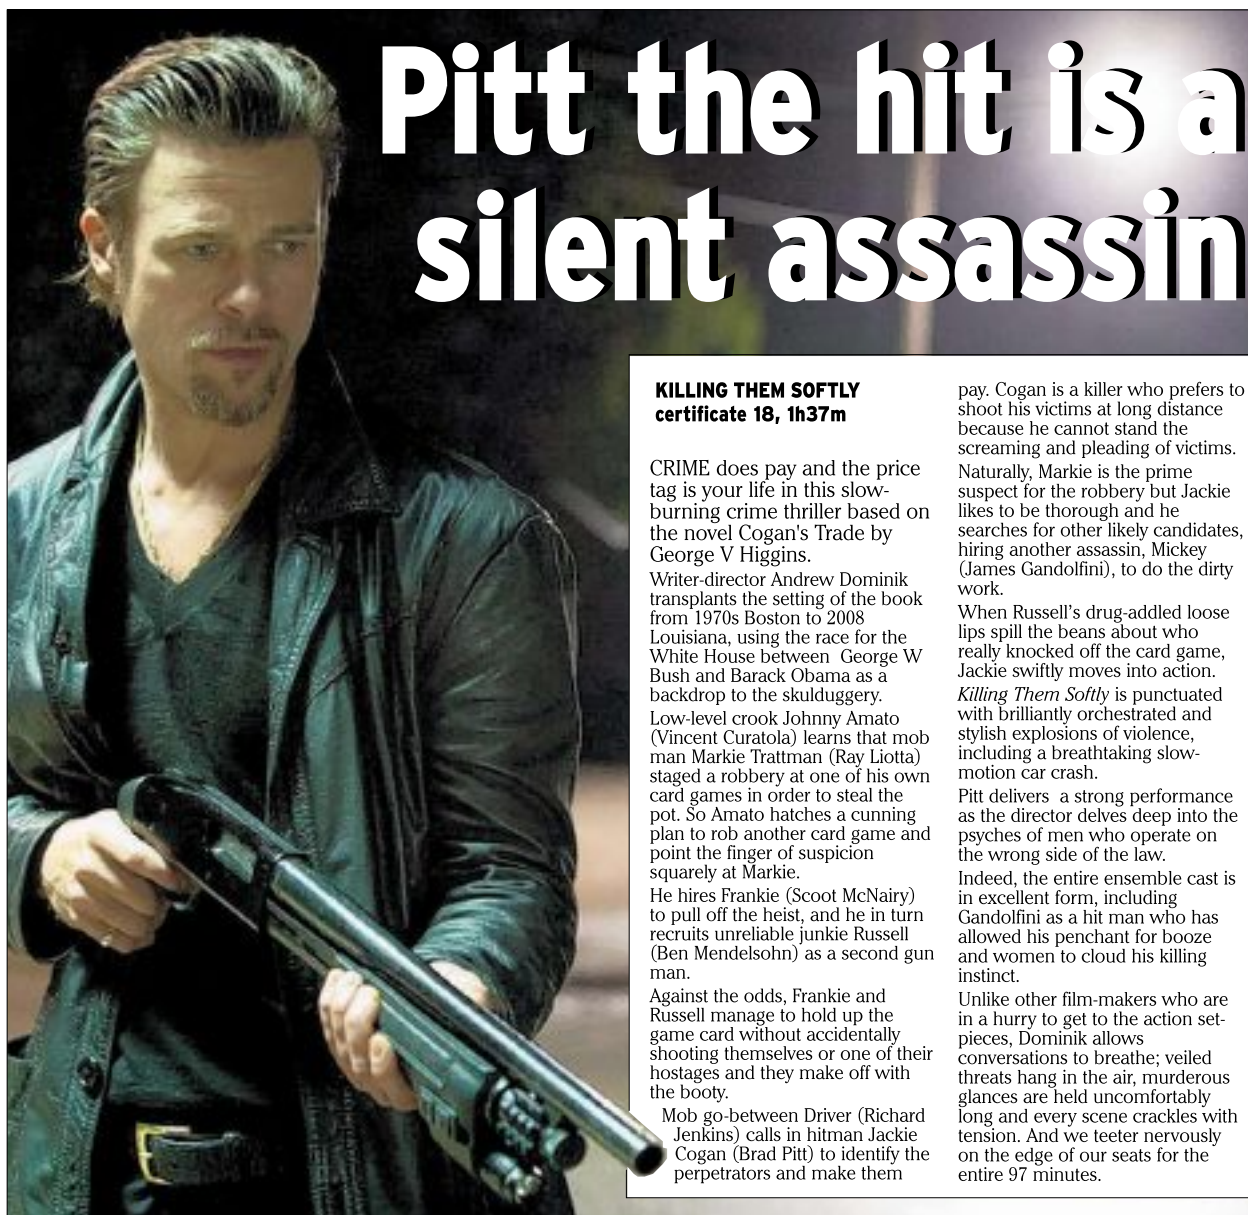 Pitt the hit is a
silent assassin
KILLING THEM SOFTLY
certificate 18, 1h37m
CRIME does pay and the price
tag is your life in this slow-
burning crime thriller based on
the novel Cogan's Trade by
George V Higgins.
Writer-director Andrew Dominik
transplants the setting of the book
from 1970s Boston to 2008
Louisiana, using the race for the
White House between  George W
Bush and Barack Obama as a
backdrop to the skulduggery.
Low-level crook Johnny Amato
(Vincent Curatola) learns that mob
man Markie Trattman (Ray Liotta)
staged a robbery at one of his own
card games in order to steal the
pot. So Amato hatches a cunning
plan to rob another card game and
point the finger of suspicion
squarely at Markie.
He hires Frankie (Scoot McNairy)
to pull off the heist, and he in turn
recruits unreliable junkie Russell
(Ben Mendelsohn) as a second gun
man.
Against the odds, Frankie and
Russell manage to hold up the
game card without accidentally
shooting themselves or one of their
hostages and they make off with
the booty.
Mob go-between Driver (Richard
Jenkins) calls in hitman Jackie
Cogan (Brad Pitt) to identify the
perpetrators and make them
pay. Cogan is a killer who prefers to
shoot his victims at long distance
because he cannot stand the
screaming and pleading of victims.
Naturally, Markie is the prime
suspect for the robbery but Jackie
likes to be thorough and he
searches for other likely candidates,
hiring another assassin, Mickey
(James Gandolfini), to do the dirty
work.
When Russell's drug-addled loose
lips spill the beans about who
really knocked off the card game,
Jackie swiftly moves into action.
Killing Them Softly is punctuated
with brilliantly orchestrated and
stylish explosions of violence,
including a breathtaking slow-
motion car crash.
Pitt delivers  a strong performance
as the director delves deep into the
psyches of men who operate on
the wrong side of the law.
Indeed, the entire ensemble cast is
in excellent form, including
Gandolfini as a hit man who has
allowed his penchant for booze
and women to cloud his killing
instinct.
Unlike other film-makers who are
in a hurry to get to the action set-
pieces, Dominik allows
conversations to breathe; veiled
threats hang in the air, murderous
glances are held uncomfortably
long and every scene crackles with
tension. And we teeter nervously
on the edge of our seats for the
entire 97 minutes.